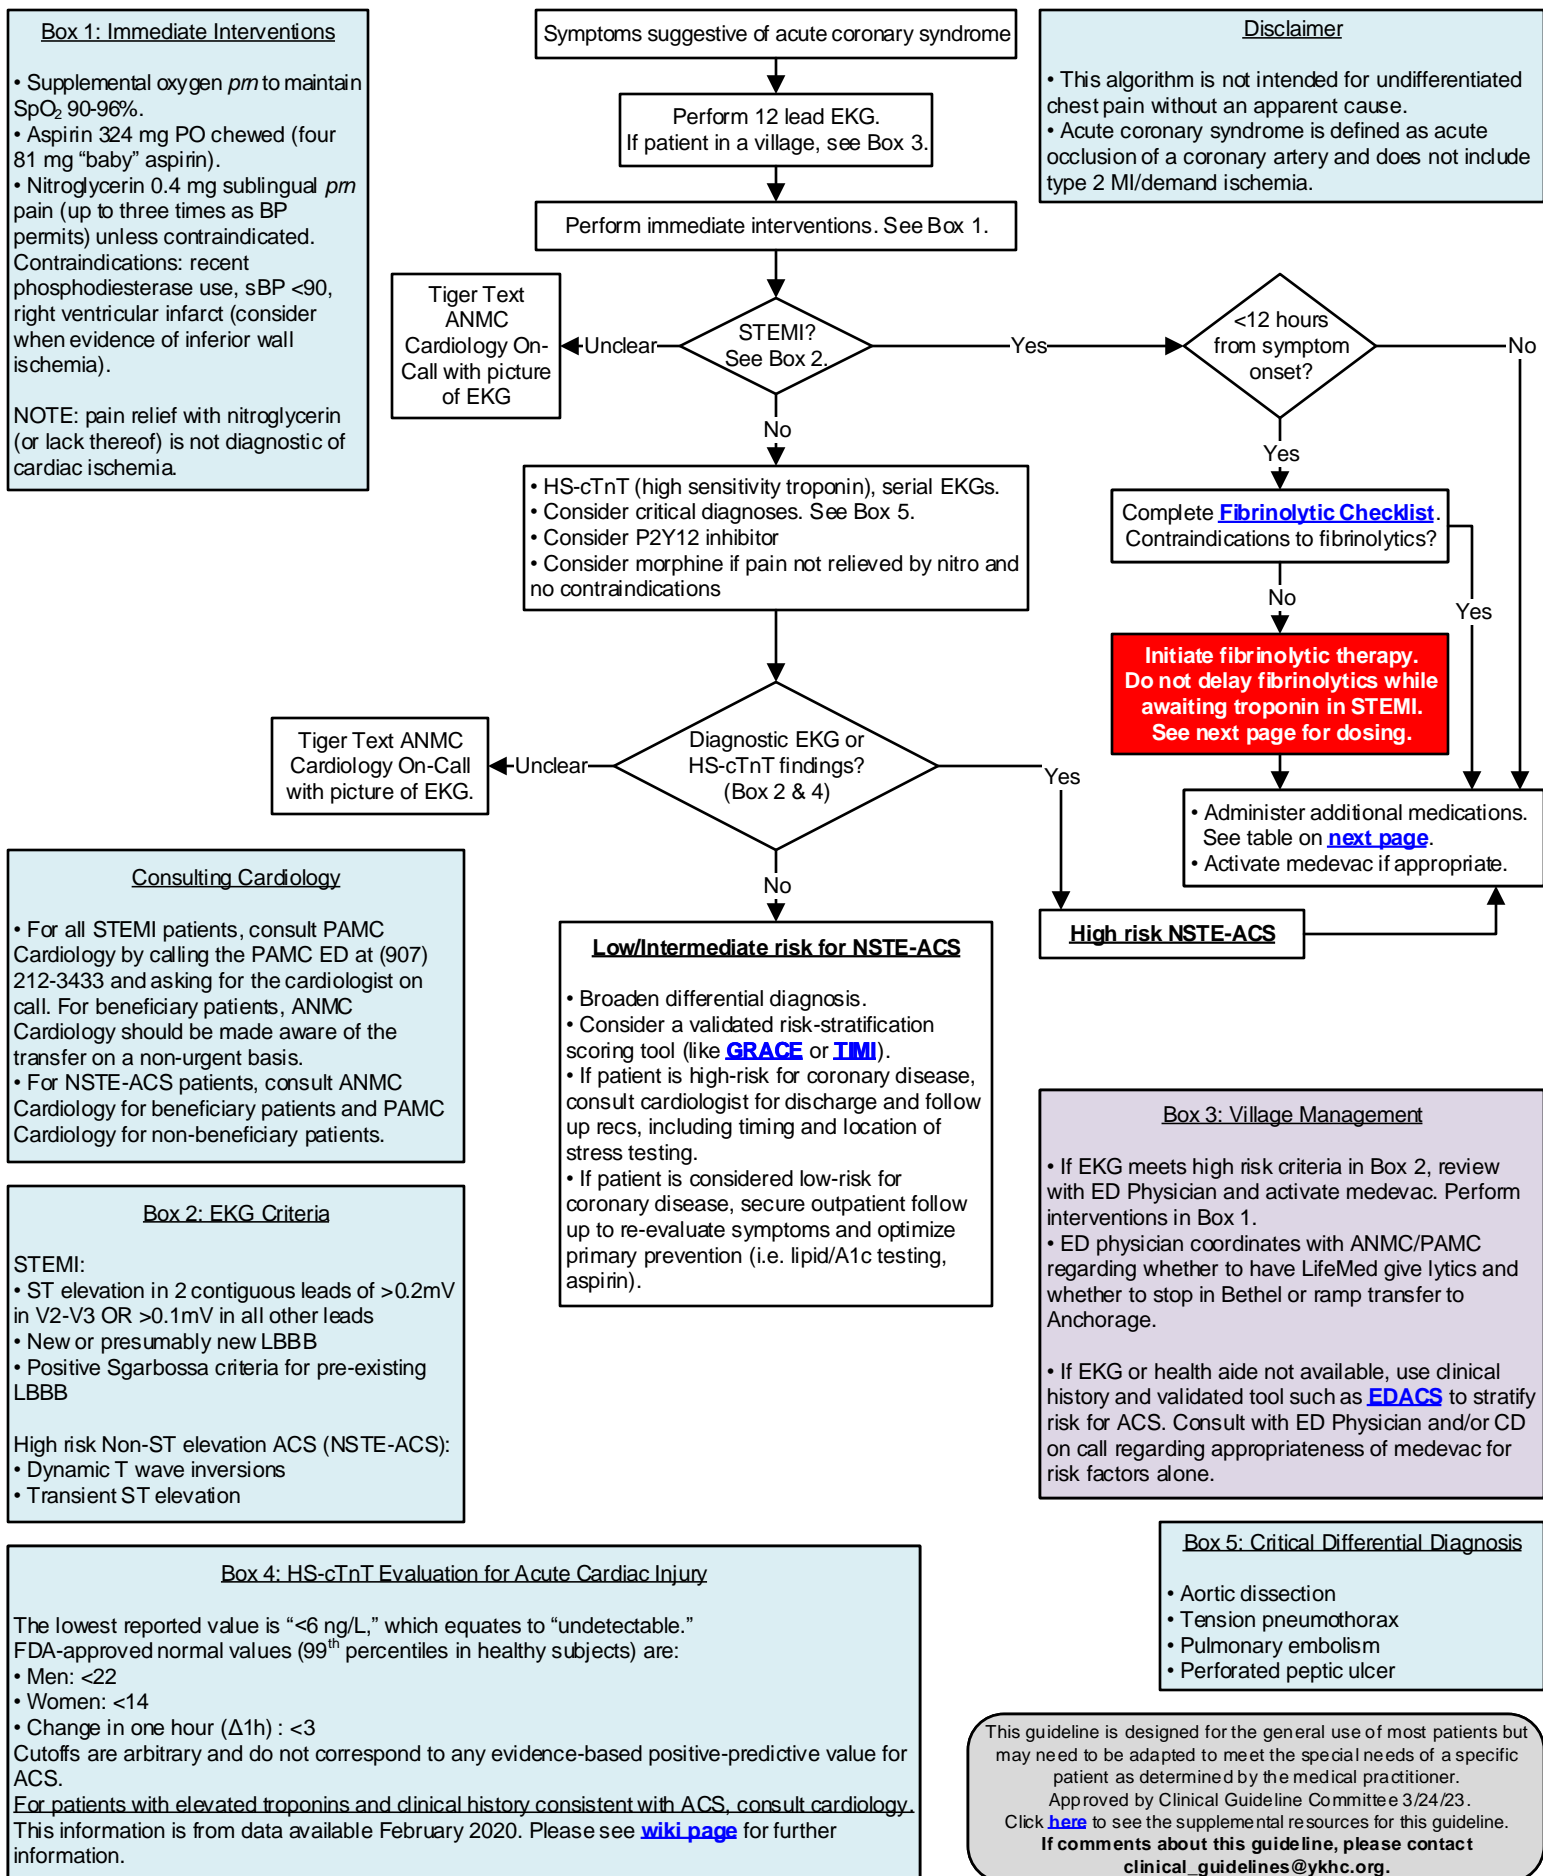 Box 1: Immediate Interventions
• Supplemental oxygen prn to maintain
SpO2 90-96%.
• Aspirin 324 mg PO chewed (four
81 mg “baby” aspirin).
• Nitroglycerin 0.4 mg sublingual prn
pain (up to three times as BP
permits) unless contraindicated.
Contraindications: recent
phosphodiesterase use, sBP <90,
right ventricular infarct (consider
when evidence of inferior wall
ischemia).
NOTE: pain relief with nitroglycerin
(or lack thereof) is not diagnostic of
cardiac ischemia.
Symptoms suggestive of acute coronary syndrome
Perform 12 lead EKG.
If patient in a village, see Box 3.
Perform immediate interventions. See Box 1.
Disclaimer
• This algorithm is not intended for undifferentiated
chest pain without an apparent cause.
• Acute coronary syndrome is defined as acute
occlusion of a coronary artery and does not include
type 2 MI/demand ischemia.
Tiger Text
ANMC
Cardiology On-
Call with picture
of EKG
Unclear
STEMI?
See Box 2.
Yes
<12 hours
from symptom
onset?
No
No
Yes
• HS-cTnT (high sensitivity troponin), serial EKGs.
• Consider critical diagnoses. See Box 5.
• Consider P2Y12 inhibitor
• Consider morphine if pain not relieved by nitro and
no contraindications
Complete Fibrinolytic Checklist.
Contraindications to fibrinolytics?
No
Yes
Initiate fibrinolytic therapy.
Do not delay fibrinolytics while
awaiting troponin in STEMI.
See next page for dosing.
Tiger Text ANMC
Cardiology On-Call
with picture of EKG.
Unclear
Diagnostic EKG or
HS-cTnT findings?
(Box 2 & 4)
Yes
No
• Administer additional medications.
See table on next page.
• Activate medevac if appropriate.
High risk NSTE-ACS
Consulting Cardiology
• For all STEMI patients, consult PAMC
Cardiology by calling the PAMC ED at (907)
212-3433 and asking for the cardiologist on
call. For beneficiary patients, ANMC
Cardiology should be made aware of the
transfer on a non-urgent basis.
• For NSTE-ACS patients, consult ANMC
Cardiology for beneficiary patients and PAMC
Cardiology for non-beneficiary patients.
Low/Intermediate risk for NSTE-ACS
• Broaden differential diagnosis.
• Consider a validated risk-stratification
scoring tool (like GRACE or TIMI).
• If patient is high-risk for coronary disease,
consult cardiologist for discharge and follow
up recs, including timing and location of
stress testing.
• If patient is considered low-risk for
coronary disease, secure outpatient follow
up to re-evaluate symptoms and optimize
primary prevention (i.e. lipid/A1c testing,
aspirin).
Box 2: EKG Criteria
STEMI:
• ST elevation in 2 contiguous leads of >0.2mV
in V2-V3 OR >0.1mV in all other leads
• New or presumably new LBBB
• Positive Sgarbossa criteria for pre-existing
LBBB
High risk Non-ST elevation ACS (NSTE-ACS):
• Dynamic T wave inversions
• Transient ST elevation
Box 3: Village Management
• If EKG meets high risk criteria in Box 2, review
with ED Physician and activate medevac. Perform
interventions in Box 1.
• ED physician coordinates with ANMC/PAMC
regarding whether to have LifeMed give lytics and
whether to stop in Bethel or ramp transfer to
Anchorage.
• If EKG or health aide not available, use clinical
history and validated tool such as EDACS to stratify
risk for ACS. Consult with ED Physician and/or CD
on call regarding appropriateness of medevac for
risk factors alone.
Box 4: HS-cTnT Evaluation for Acute Cardiac Injury
The lowest reported value is “<6 ng/L,” which equates to “undetectable.”
FDA-approved normal values (99th percentiles in healthy subjects) are:
• Men: <22
• Women: <14
• Change in one hour (Δ1h) : <3
Cutoffs are arbitrary and do not correspond to any evidence-based positive-predictive value for
ACS.
For patients with elevated troponins and clinical history consistent with ACS, consult cardiology.
This information is from data available February 2020. Please see wiki page for further
information.
Box 5: Critical Differential Diagnosis
• Aortic dissection
• Tension pneumothorax
• Pulmonary embolism
• Perforated peptic ulcer
This guideline is designed for the general use of most patients but
may need to be adapted to meet the special needs of a specific
patient as determined by the medical practitioner.
Approved by Clinical Guideline Committee 3/24/23.
Click here to see the supplemental resources for this guideline.
If comments about this guideline, please contact
clinical_guidelines@ykhc.org.